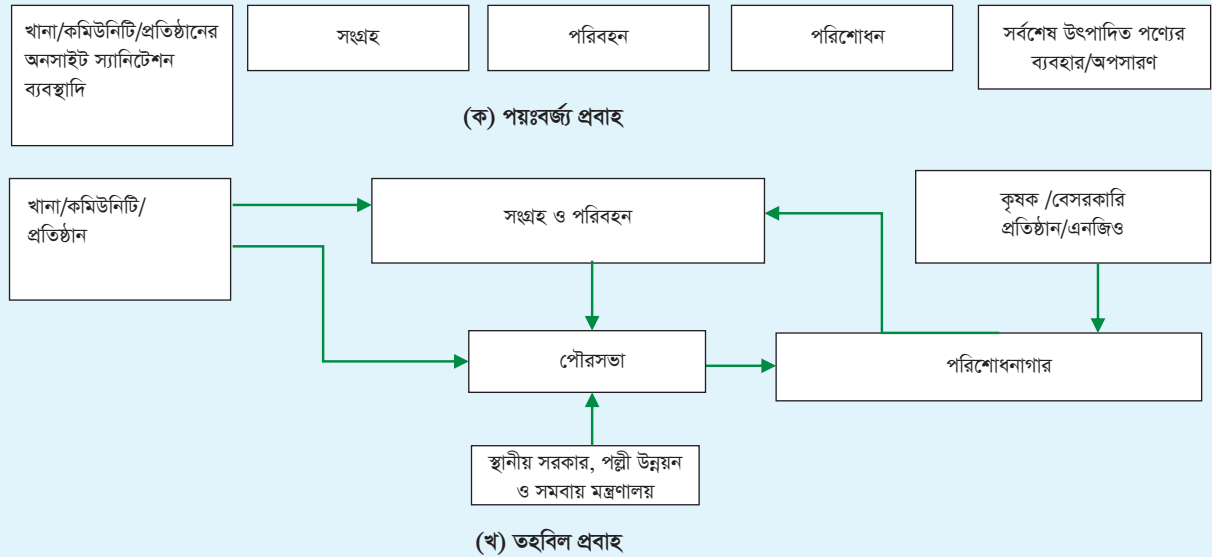 খানা/কমিউনিটি/প্রতিষ্ঠানের
অনসাইট স্যানিটেশন
ব্যবস্থাদি
সংগ্রহ
পরিবহন
পরিশোধন
সর্বশেষ উৎপাদিত পণ্যের
ব্যবহার/অপসারণ
(ক) পয়ঃবর্জ্য প্রবাহ
খানা/কমিউনিটি/
প্রতিষ্ঠান
সংগ্রহ ও পরিবহন
কৃষক /বেসরকারি
প্রতিষ্ঠান/এনজিও
পৌরসভা
পরিশোধনাগার
স্থানীয় সরকার, পল্লী উন্নয়ন
ও সমবায় মন্ত্রণালয়
(খ) তহবিল প্রবাহ